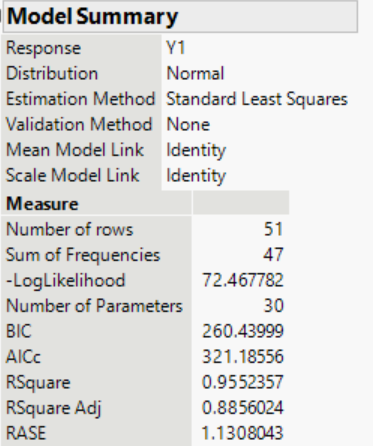 Model Summary
Response Y1
Distribution Normal
Estimation Method Standard Least Squares
Validation Method None
Mean Model Link Identity
Scale Model Link Identity
Measure
Number of rows 51
Sum of Frequencies 47
-LogLikelihood 72.467782
Number of Parameters 30
BIC 260.43999
AICc 321.18556
RSquare 0.9552357
RSquare Adj 0.8856024
RASE 1.1308043